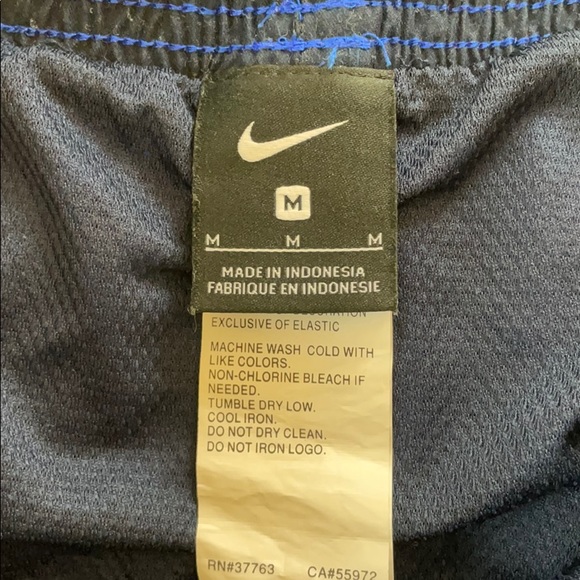 M
M M M
MADE IN INDONESIA
FABRIQUE EN INDONESIE
EXCLUSIVE OF ELASTIC
MACHINE WASH COLD WITH
LIKE COLORS.
NON-CHLORINE BLEACH IF
NEEDED.
TUMBLE DRY LOW.
COOL IRON.
DO NOT DRY CLEAN.
DO NOT IRON LOGO.
RN#37763 CA#55972